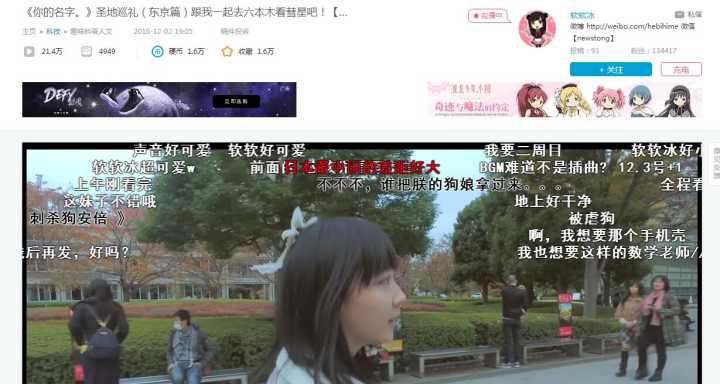 《你的名字。》圣地巡礼（东京篇）跟我一起去六本木看彗星吧！【...
主页 > 科技 > 趣味科普人文 2016-12-02 19:05 稿件投诉
21.4万 4949 硬币 1.6万 收藏 1.6万
软软冰 私信
微博 http://weibo.com/hebihime 微信
【newstong】
投稿：93 粉丝：134417
+ 关注 充电
DEFY
立即选购
奇迹与魔法的约定
声音好可爱 软软好可爱 我要二周目 软软冰好
软软冰超可爱w 前面的 BGM难道不是插曲? 12.3号+1
上午刚看完 不不不，谁把朕的狗娘拿过来。。。 全程看
这妹子不错哦 地上好干净
刺杀狗安倍 》 被虐狗
啊，我想要那个手机壳
后再发，好吗? 我也想要这样的数学老师/